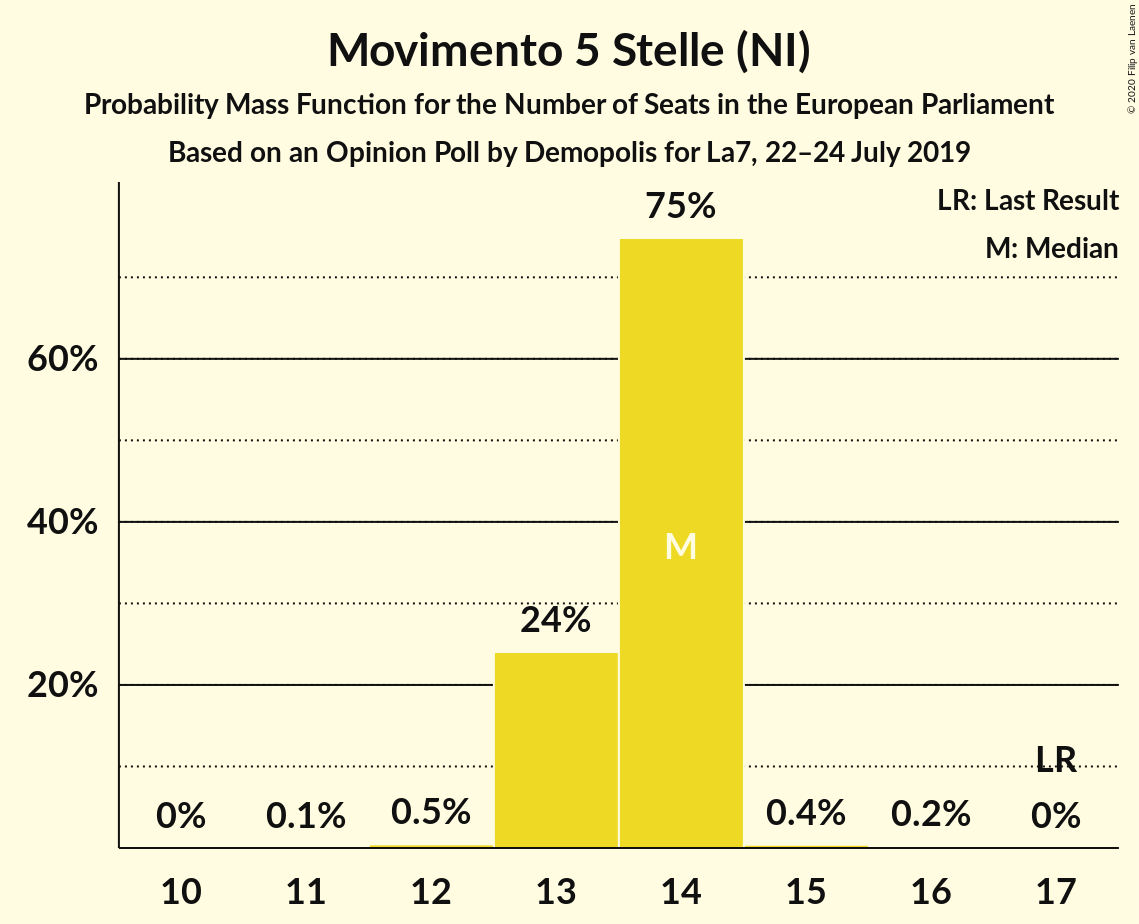 Movimento 5 Stelle (NI)
Probability Mass Function for the Number of Seats in the European Parliament
Based on an Opinion Poll by Demopolis for La7, 22–24 July 2019
© 2020 Filip van Laenen
LR: Last Result
M: Median
75%
60%
40%
M
24%
20%
LR
0% 0.1% 0.5% 0.4% 0.2% 0%
10 11 12 13 14 15 16 17